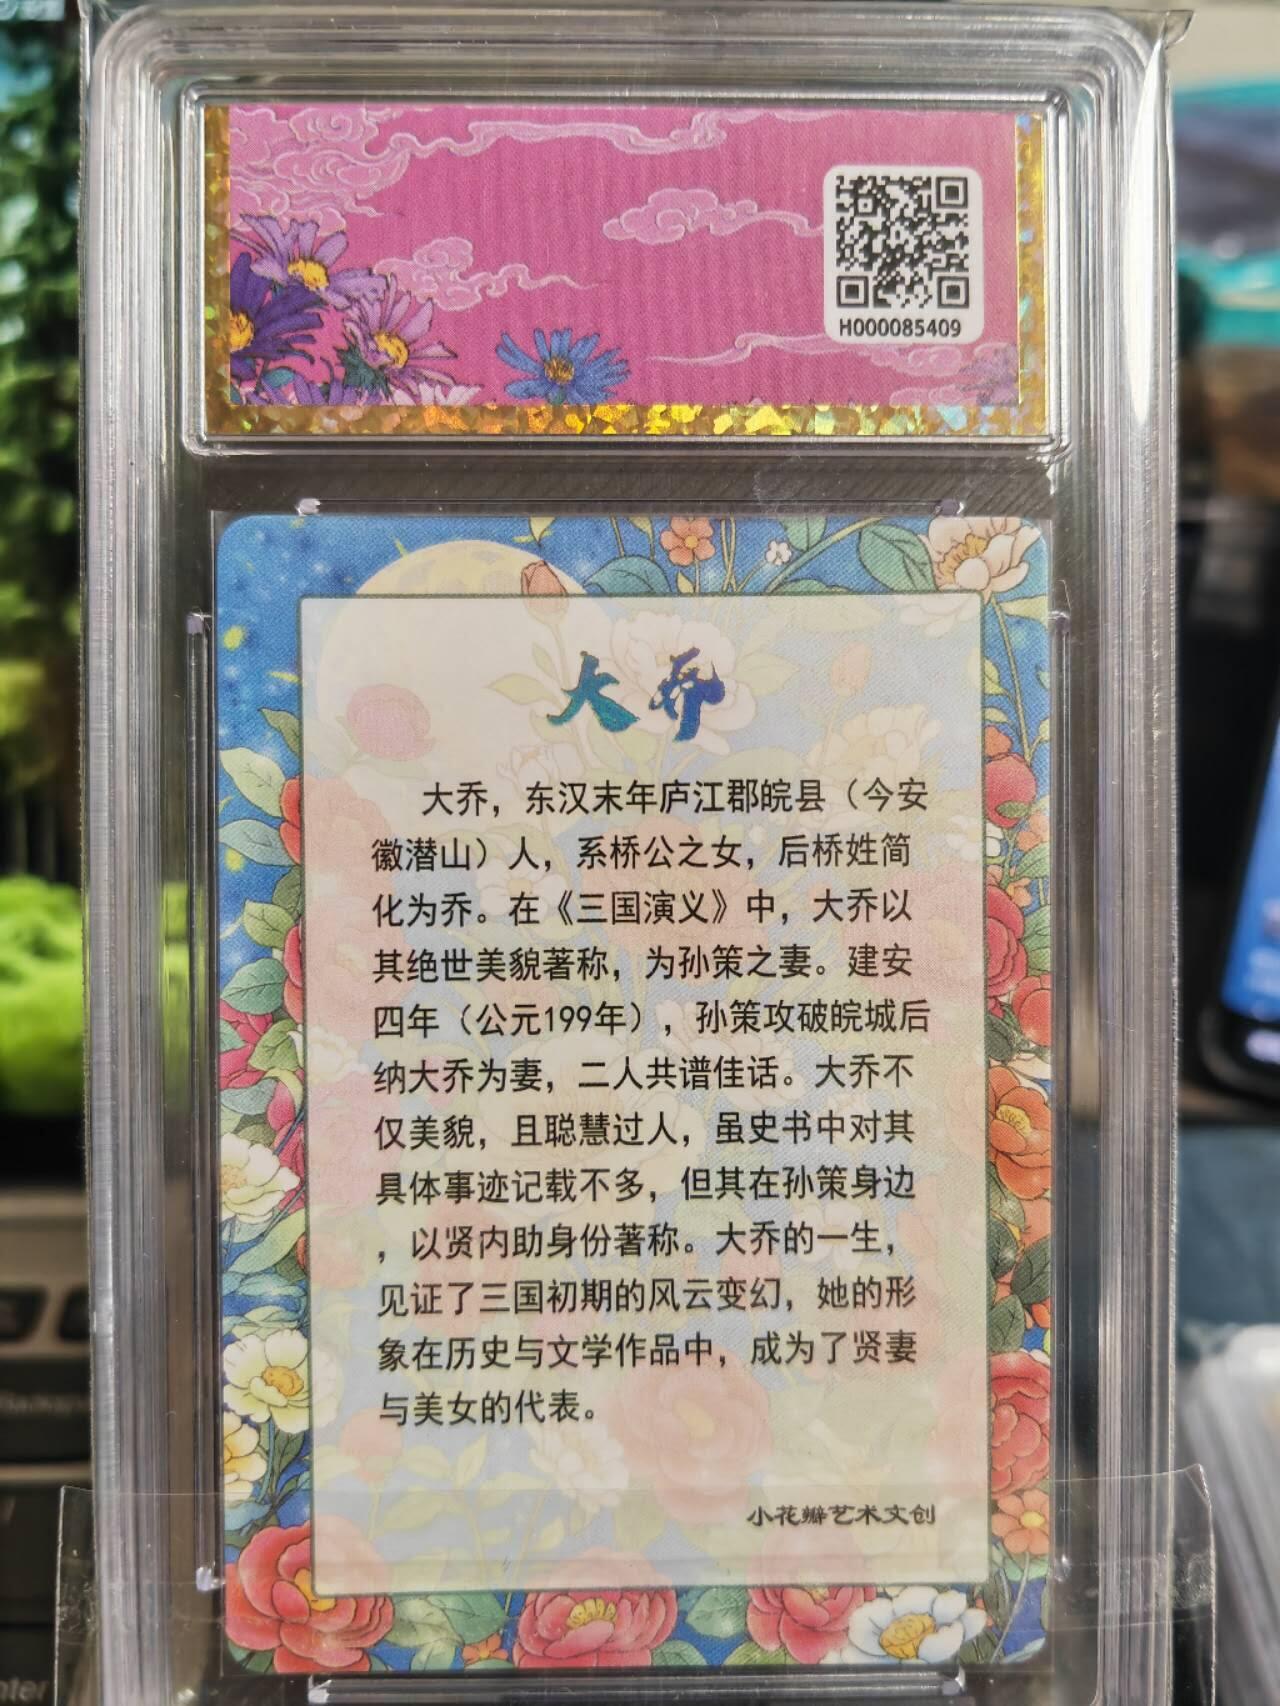 H000085409
大乔
大乔，东汉末年庐江郡皖县（今安
徽潜山）人，系桥公之女，后桥姓简
化为乔。在《三国演义》中，大乔以
其绝世美貌著称，为孙策之妻。建安
四年（公元199年），孙策攻破皖城后
纳大乔为妻，二人共谱佳话。大乔不
仅美貌，且聪慧过人，虽史书中对其
具体事迹记载不多，但其在孙策身边
，以贤内助身份著称。大乔的一生，
见证了三国初期的风云变幻，她的形
象在历史与文学作品中，成为了贤妻
与美女的代表。
小花瓣艺术文创